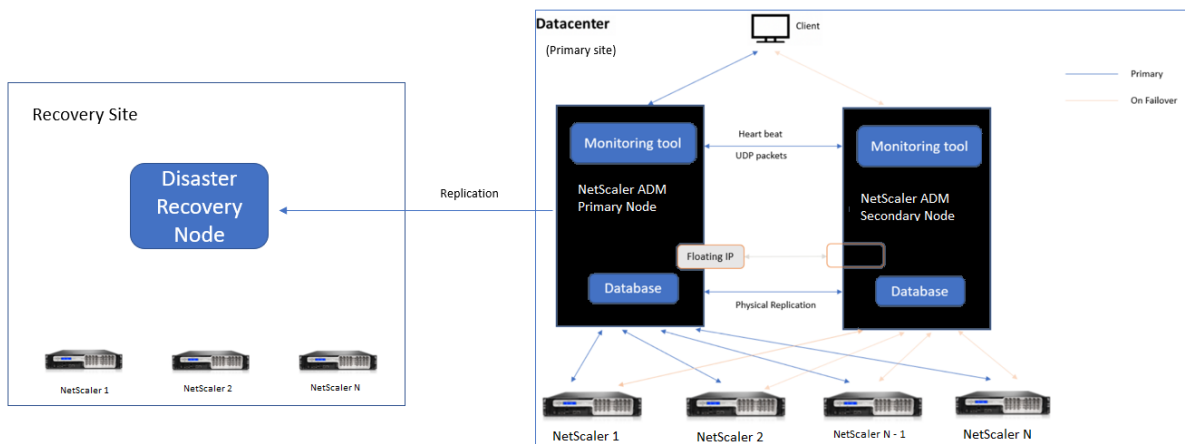 Datacenter
(Primary site)
Client
Primary
On Failover
Recovery Site
Disaster
Recovery
Node
Replication
Monitoring tool
Heart beat
UDP packets
Monitoring tool
NetScaler ADM
Primary Node
NetScaler ADM
Secondary Node
Floating IP
Database
Physical Replication
Database
NetScaler 1
NetScaler 2
NetScaler N
NetScaler 1
NetScaler 2
NetScaler N - 1
NetScaler N